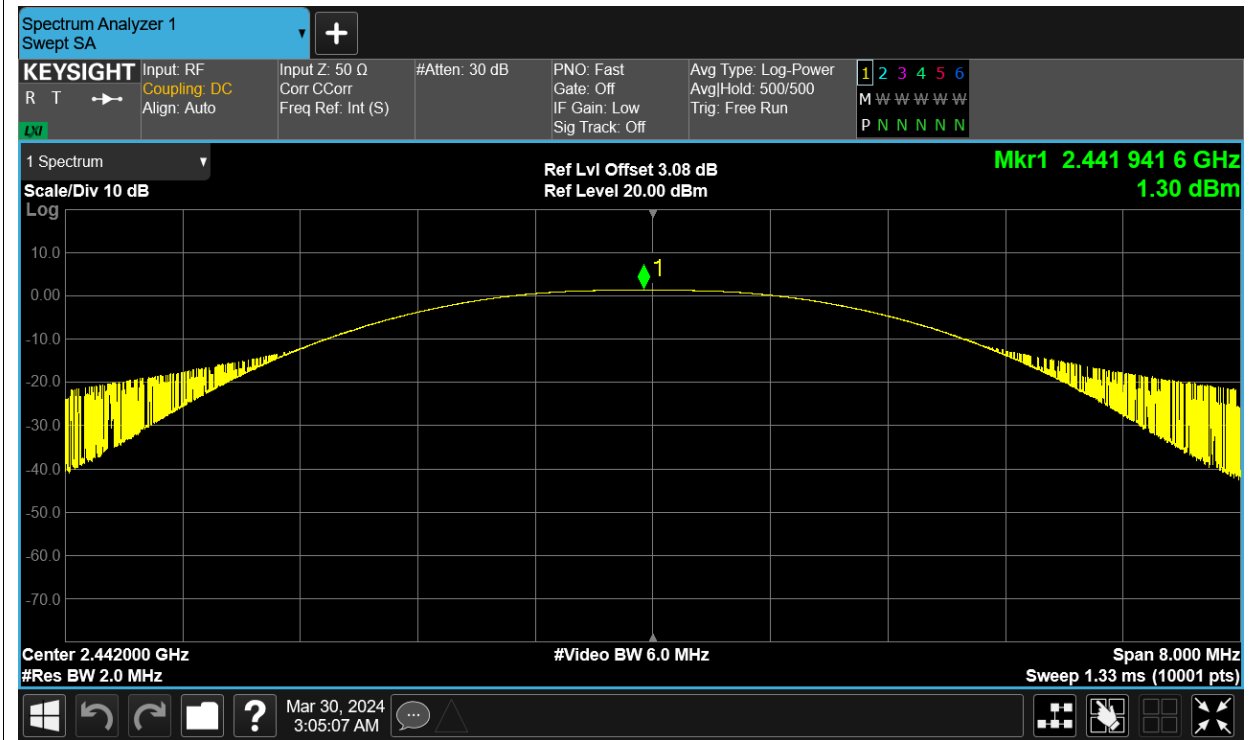 Spectrum Analyzer 1
Swept SA
+
KEYSIGHT
R T
LXI
Input: RF
Coupling: DC
Align: Auto
Input Z: 50 Ω
Corr CCorr
Freq Ref: Int (S)
#Atten: 30 dB
PNO: Fast
Gate: Off
IF Gain: Low
Sig Track: Off
Avg Type: Log-Power
Avg|Hold: 500/500
Trig: Free Run
1 2 3 4 5 6
M W W W W W
P N N N N N
1 Spectrum
Scale/Div 10 dB
Log
Ref Lvl Offset 3.08 dB
Ref Level 20.00 dBm
Mkr1 2.441 941 6 GHz
1.30 dBm
1
10.0
0.00
-10.0
-20.0
-30.0
-40.0
-50.0
-60.0
-70.0
Center 2.442000 GHz
#Video BW 6.0 MHz
Span 8.000 MHz
#Res BW 2.0 MHz
Sweep 1.33 ms (10001 pts)
?
Mar 30, 2024
3:05:07 AM